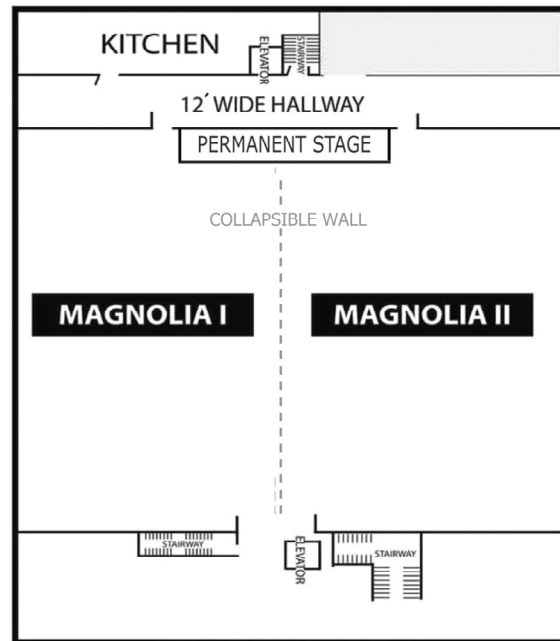 KITCHEN
ELEVATOR
STAIRWAY
12´ WIDE HALLWAY
PERMANENT STAGE
COLLAPSIBLE WALL
MAGNOLIA I
MAGNOLIA II
STAIRWAY
ELEVATOR
STAIRWAY